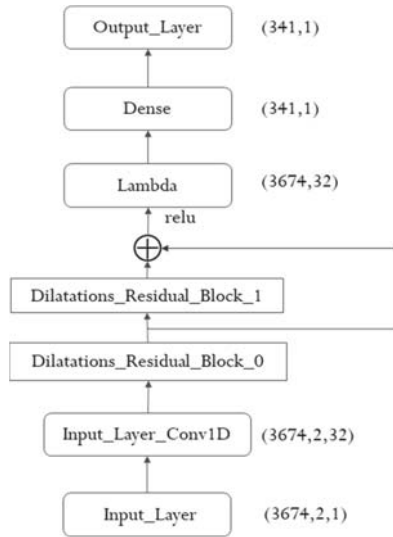 Output_Layer (341,1)
Dense (341,1)
Lambda (3674,32)
relu
Dilatations_Residual_Block_1
Dilatations_Residual_Block_0
Input_Layer_Conv1D (3674,2,32)
Input_Layer (3674,2,1)